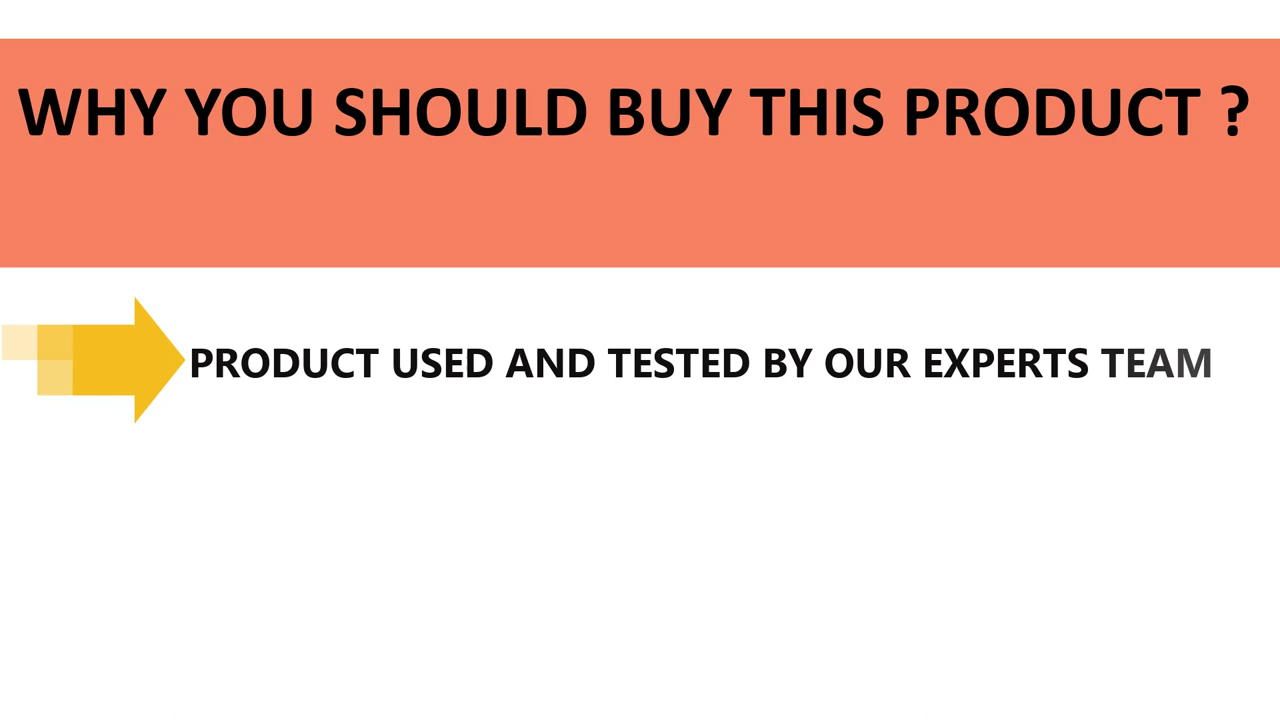 WHY YOU SHOULD BUY THIS PRODUCT ?
PRODUCT USED AND TESTED BY OUR EXPERTS TEAM